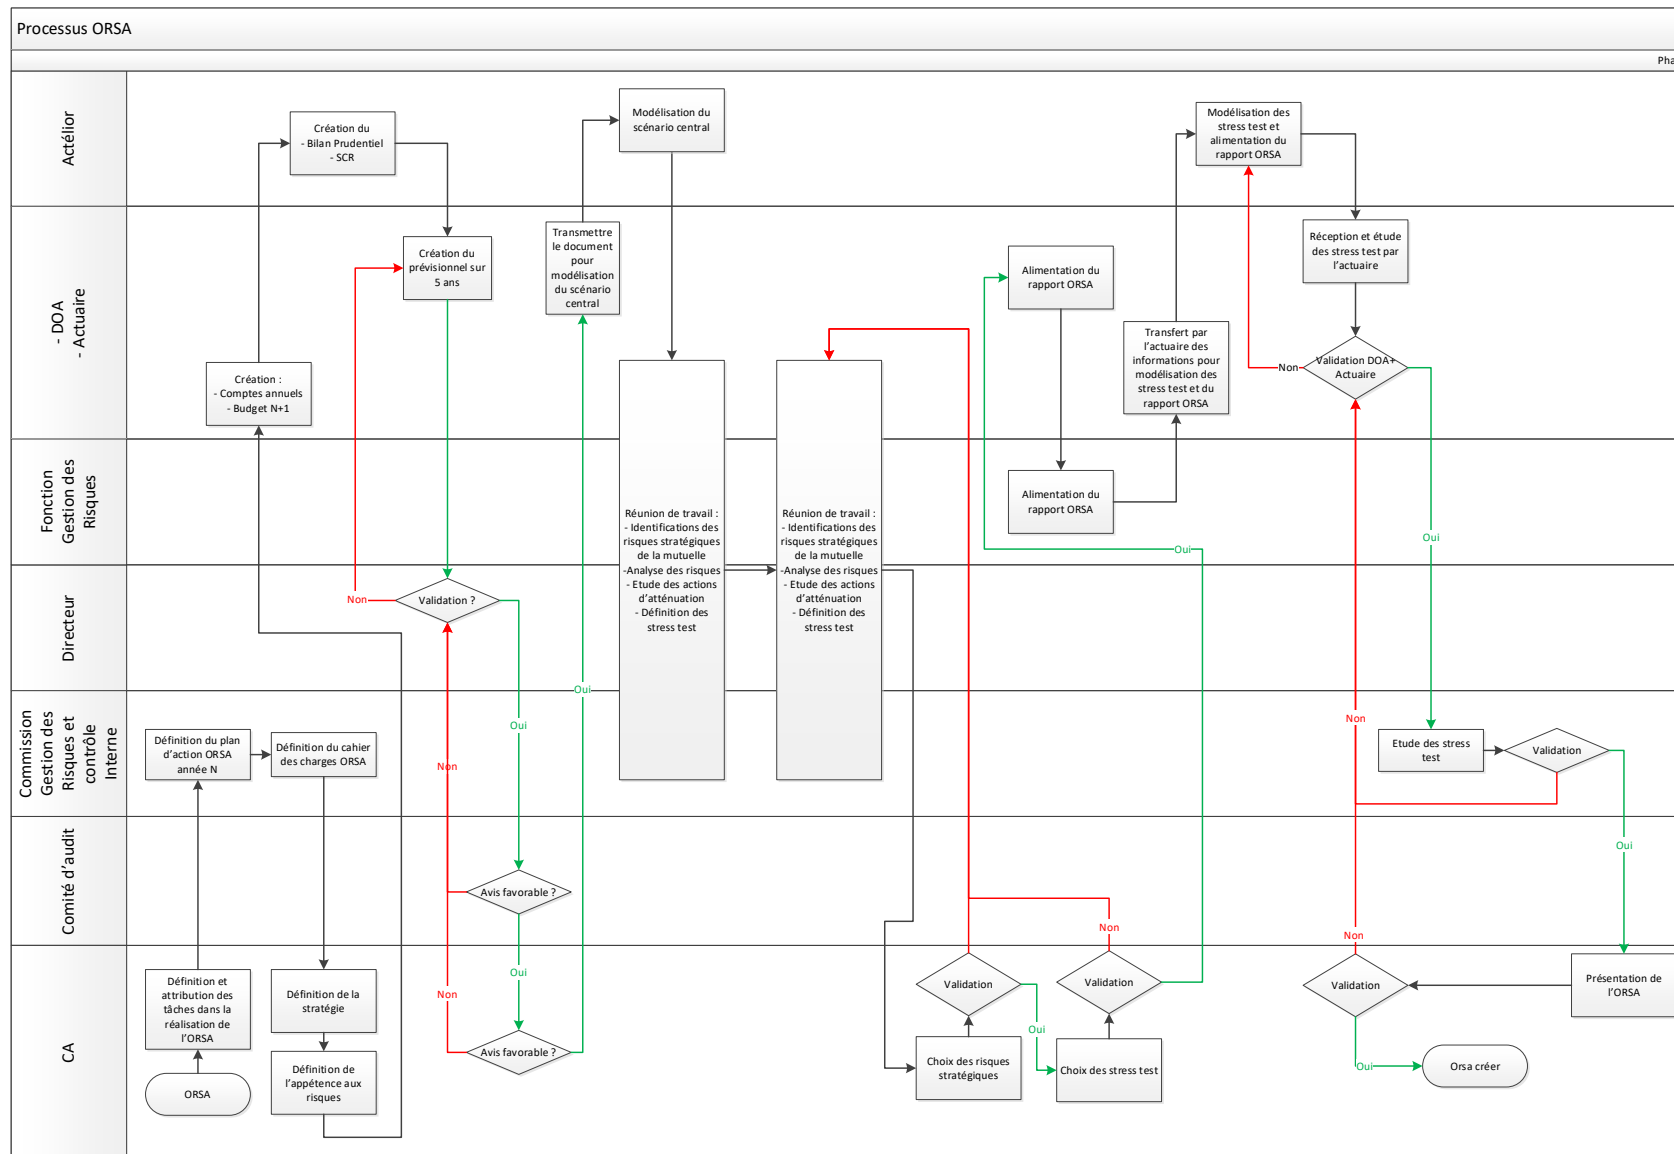 Processus ORSA
Pha
Actélior
Création du
- Bilan Prudentiel
- SCR
Modélisation du
scénario central
Modélisation des
stress test et
alimentation du
rapport ORSA
- DOA
- Actuaire
Création du
prévisionnel sur
5 ans
Transmettre
le document
pour
modélisation
du scénario
central
Alimentation du
rapport ORSA
Réception et étude
des stress test par
l’actuaire
Création :
- Comptes annuels
- Budget N+1
Transfert par
l’actuaire des
informations pour
modélisation des
stress test et du
rapport ORSA
Non
Validation DOA+
Actuaire
Fonction
Gestion des
Risques
Réunion de travail :
- Identifications des
risques stratégiques
de la mutuelle
-Analyse des risques
- Etude des actions
d’atténuation
- Définition des
stress test
Réunion de travail :
- Identifications des
risques stratégiques
de la mutuelle
-Analyse des risques
- Etude des actions
d’atténuation
- Définition des
stress test
Alimentation du
rapport ORSA
Oui
Oui
Directeur
Non
Validation ?
Oui
Commission
Gestion des
Risques et
contrôle
Interne
Définition du plan
d’action ORSA
année N
Définition du cahier
des charges ORSA
Oui
Non
Non
Etude des stress
test
Validation
Comité d’audit
Avis favorable ?
Oui
Non
Non
CA
Définition et
attribution des
tâches dans la
réalisation de
l’ORSA
Définition de la
stratégie
Oui
Non
Validation
Validation
Validation
Présentation de
l’ORSA
Oui
Avis favorable ?
ORSA
Définition de
l’appétence aux
risques
Choix des risques
stratégiques
Choix des stress test
Oui
Orsa créer